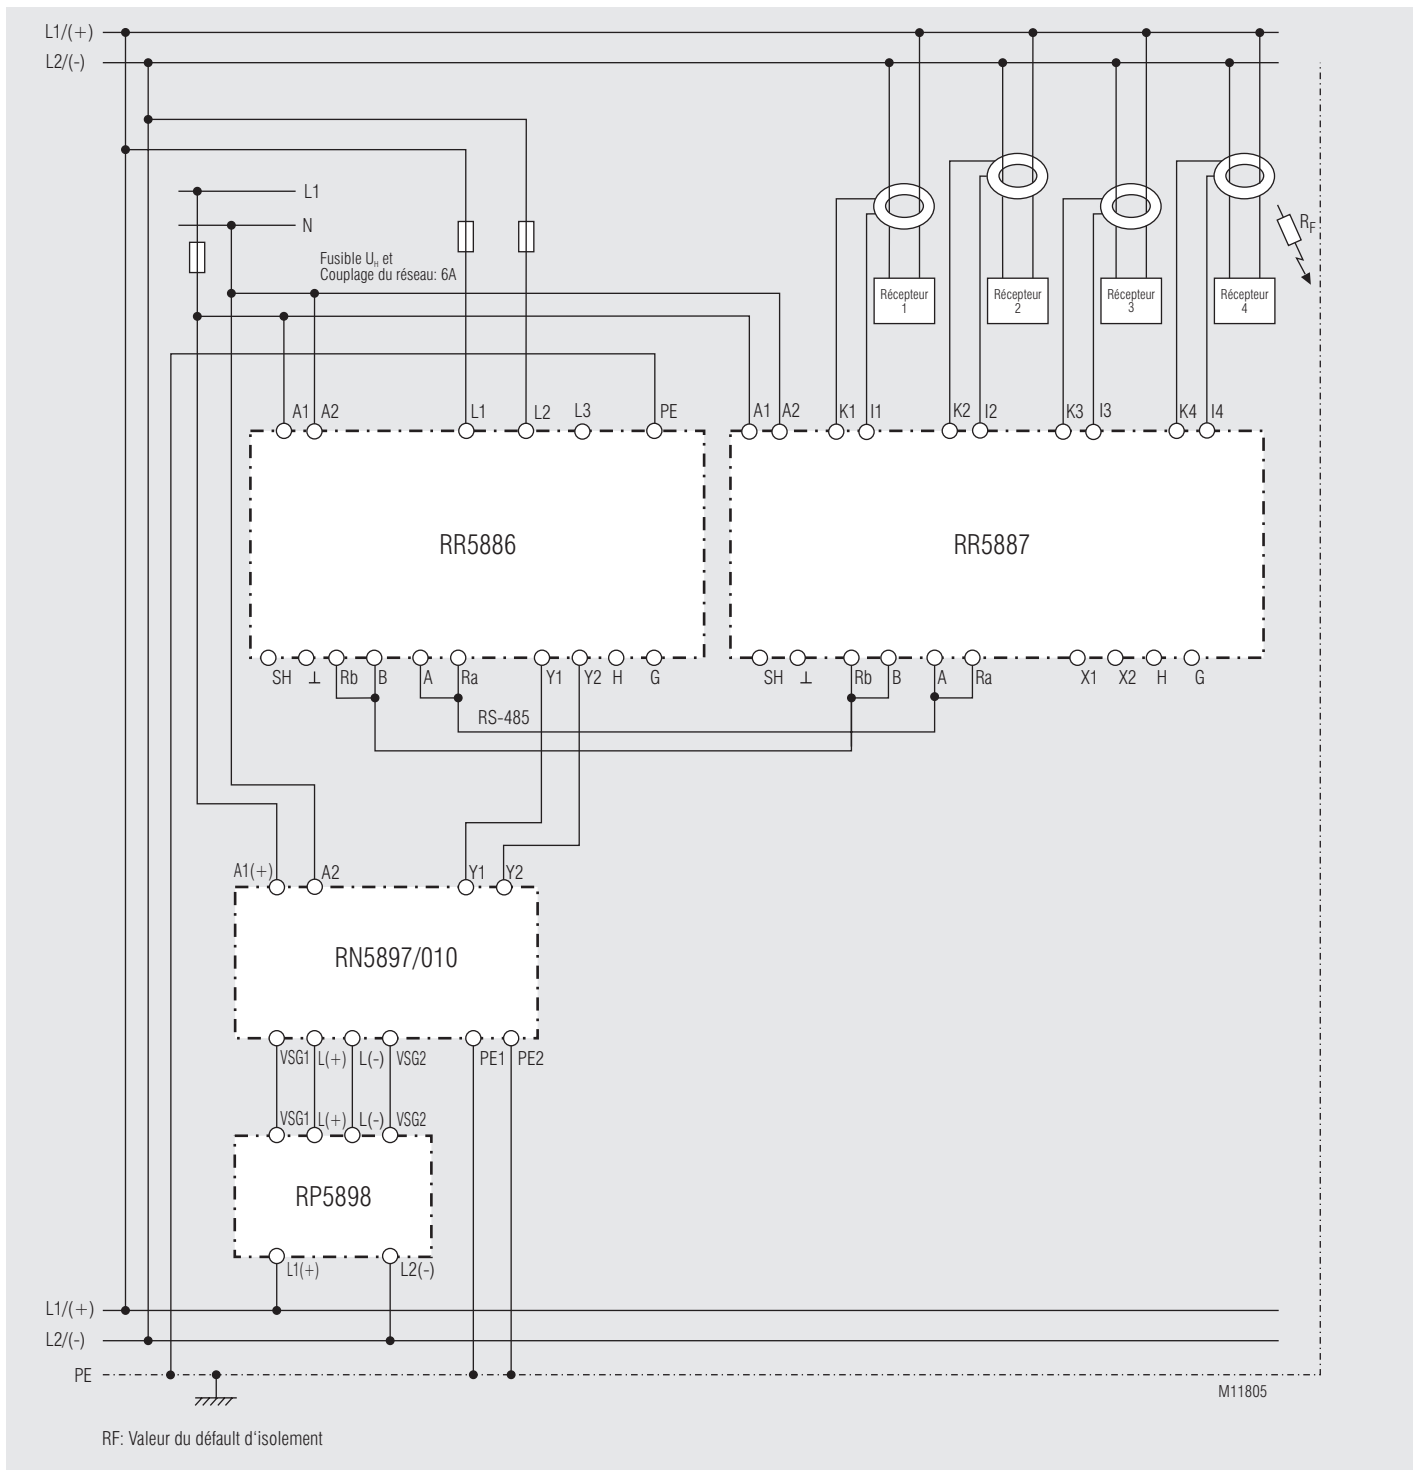 L1/(+)
L2/(-)
L1
N
Fusible UH et
Couplage du réseau: 6A
RF
Récepteur
1
Récepteur
2
Récepteur
3
Récepteur
4
A1 A2 L1 L2 L3 PE
A1 A2 K1 I1 K2 I2 K3 I3 K4 I4
RR5886
RR5887
SH ⊥ Rb B A Ra Y1 Y2 H G
SH ⊥ Rb B A Ra X1 X2 H G
RS-485
A1(+) A2 Y1 Y2
RN5897/010
VSG1 L(+) L(-) VSG2 PE1 PE2
VSG1 L(+) L(-) VSG2
RP5898
L1(+) L2(-)
L1/(+)
L2/(-)
PE
M11805
RF: Valeur du défault d'isolement